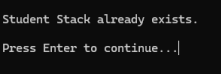 Student Stack already exists.
Press Enter to continue...